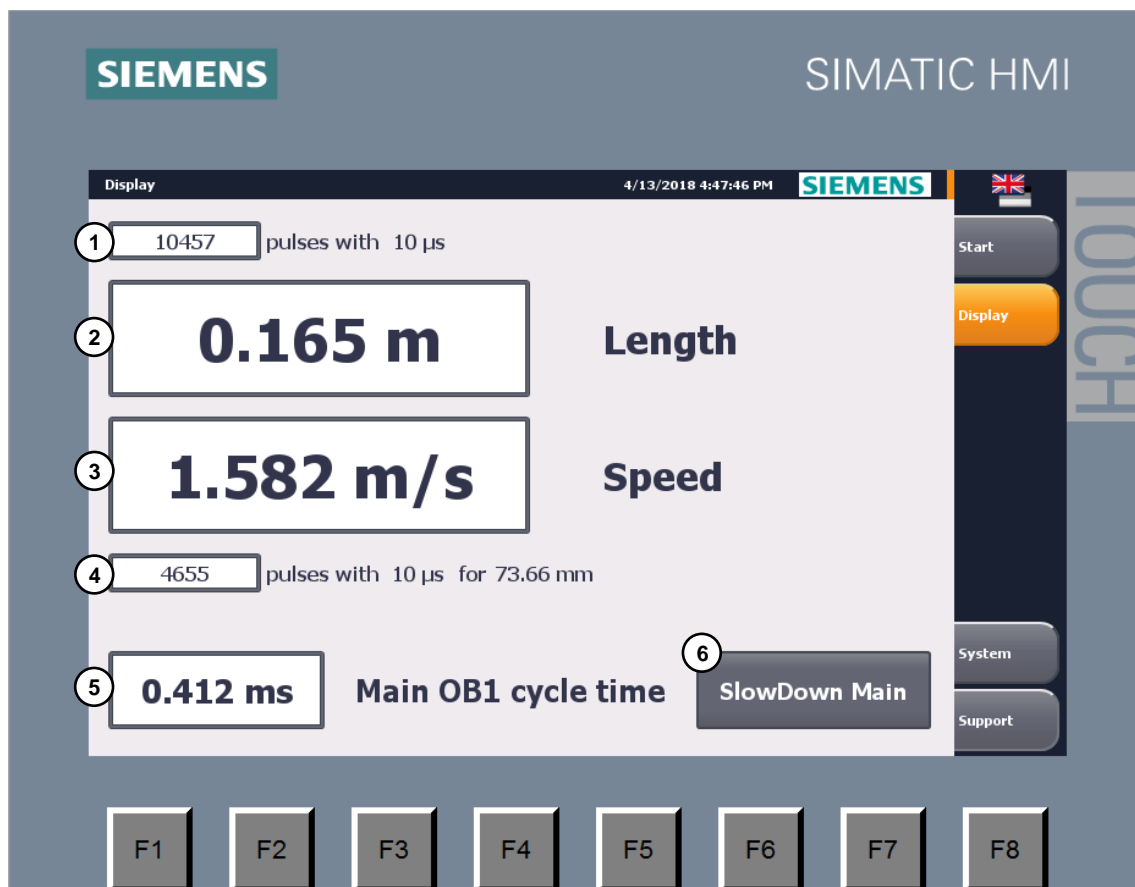 SIEMENS
SIMATIC HMI
Display 4/13/2018 4:47:46 PM SIEMENS
TOUCH
1 10457 pulses with 10 µs
Start
2 0.165 m Length
Display
3 1.582 m/s Speed
4 4655 pulses with 10 µs for 73.66 mm
5 0.412 ms Main OB1 cycle time 6 SlowDown Main
System
Support
F1 F2 F3 F4 F5 F6 F7 F8